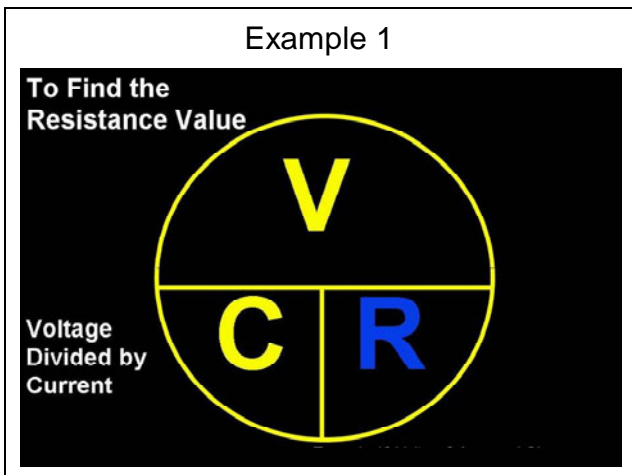 Example 1
To Find the
Resistance Value
V
C R
Voltage
Divided by
Current